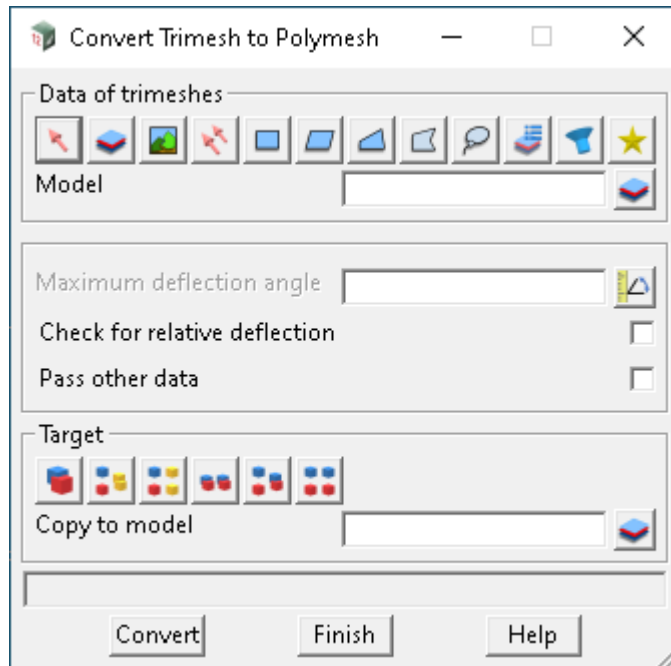 Convert Trimesh to Polymesh
Data of trimeshes
Model
Maximum deflection angle
Check for relative deflection
Pass other data
Target
Copy to model
Convert Finish Help